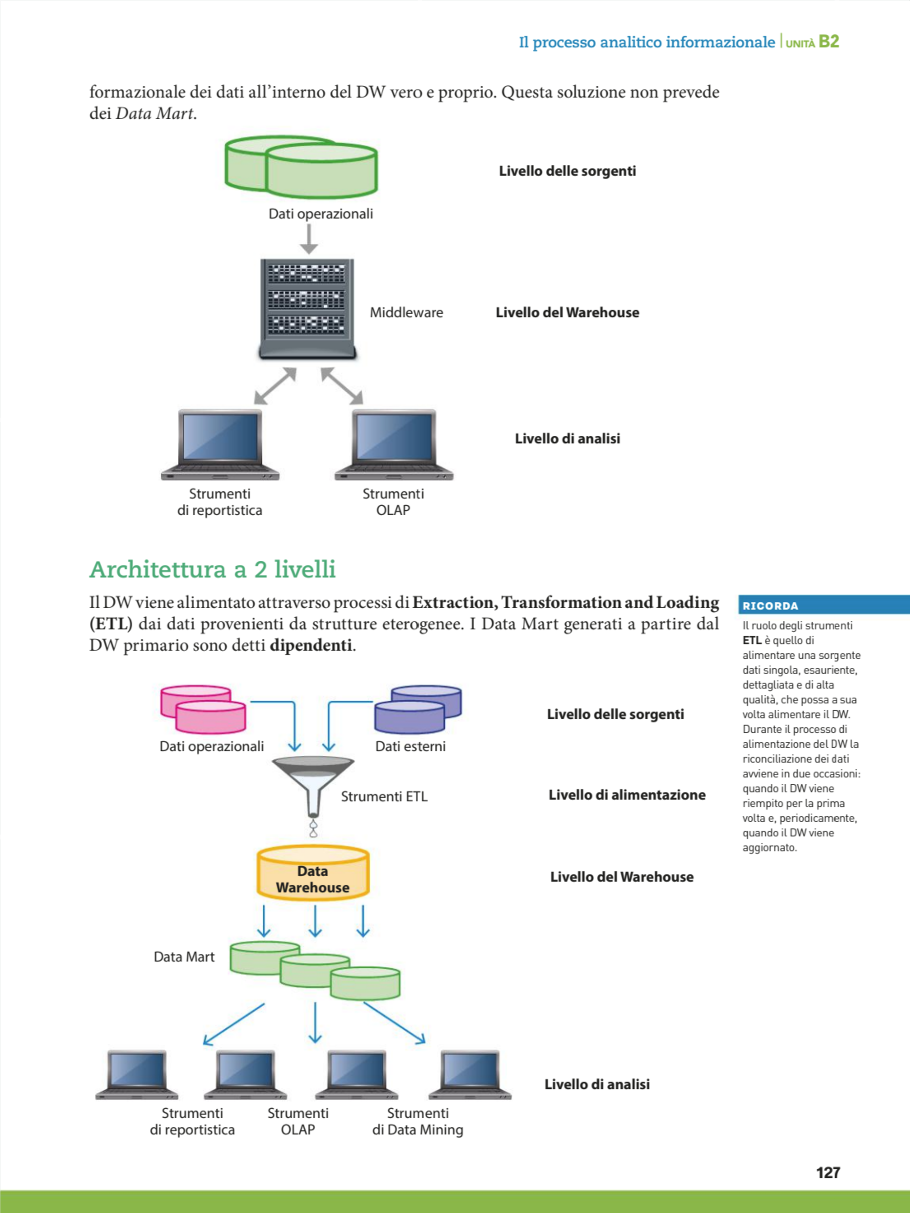 Il processo analitico informazionale | UNITÀ B2
formazionale dei dati all'interno del DW vero e proprio. Questa soluzione non prevede
dei Data Mart.
Livello delle sorgenti
Dati operazionali
Middleware
Livello del Warehouse
Livello di analisi
Strumenti
di reportistica
Strumenti
OLAP
Architettura a 2 livelli
Il DW viene alimentato attraverso processi di Extraction, Transformation and Loading
(ETL) dai dati provenienti da strutture eterogenee. I Data Mart generati a partire dal
DW primario sono detti dipendenti.
RICORDA
Il ruolo degli strumenti
ETL è quello di
alimentare una sorgente
dati singola, esauriente,
dettagliata e di alta
qualità, che possa a sua
volta alimentare il DW.
Durante il processo di
alimentazione del DW la
riconciliazione dei dati
avviene in due occasioni:
quando il DW viene
riempito per la prima
volta e, periodicamente,
quando il DW viene
aggiornato.
Livello delle sorgenti
Dati operazionali
Dati esterni
Strumenti ETL
Livello di alimentazione
Data
Warehouse
Livello del Warehouse
Data Mart
Livello di analisi
Strumenti
di reportistica
Strumenti
OLAP
Strumenti
di Data Mining
127